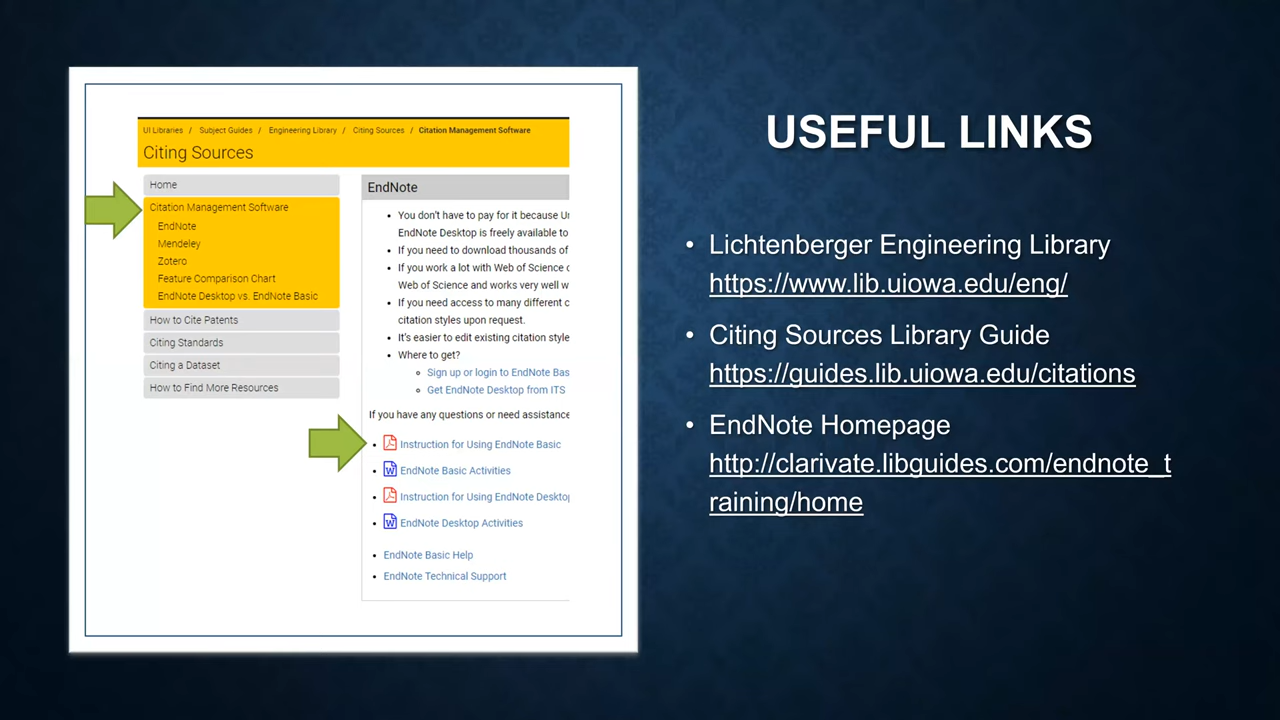 UI Libraries / Subject Guides / Engineering Library / Citing Sources / Citation Management Software
Citing Sources
Home
Citation Management Software
EndNote
Mendeley
Zotero
Feature Comparison Chart
EndNote Desktop vs. EndNote Basic
How to Cite Patents
Citing Standards
Citing a Dataset
How to Find More Resources
EndNote
• You don't have to pay for it because
EndNote Desktop is freely available to
• If you need to download thousands of
• If you work a lot with Web of Science
Web of Science and works very well
• If you need access to many different
citation styles upon request.
• It's easier to edit existing citation style
• Where to get?
Sign up or login to EndNote Bas
Get EndNote Desktop from ITS
If you have any questions or need assistance
• Instruction for Using EndNote Basic
• EndNote Basic Activities
• Instruction for Using EndNote Deskto
• EndNote Desktop Activities
• EndNote Basic Help
• EndNote Technical Support
USEFUL LINKS
• Lichtenberger Engineering Library
https://www.lib.uiowa.edu/eng/
• Citing Sources Library Guide
https://guides.lib.uiowa.edu/citations
• EndNote Homepage
http://clarivate.libguides.com/endnote_t
raining/home